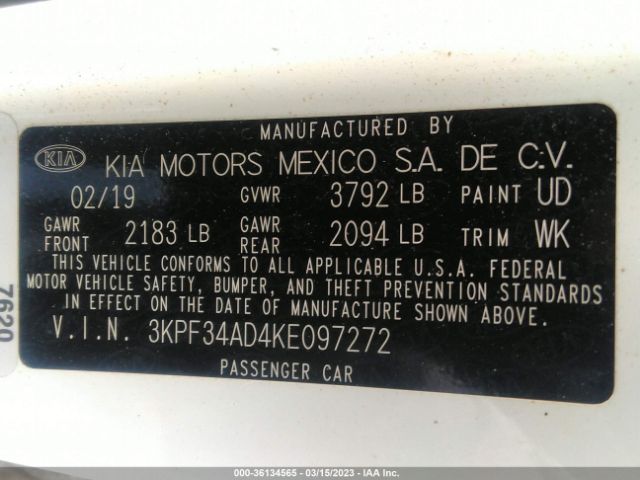 MANUFACTURED BY
KIA KIA MOTORS MEXICO S.A. DE C.V.
02/19 GVWR 3792 LB PAINT UD
GAWR FRONT 2183 LB GAWR REAR 2094 LB TRIM WK
THIS VEHICLE CONFORMS TO ALL APPLICABLE U.S.A. FEDERAL
MOTOR VEHICLE SAFETY, BUMPER, AND THEFT PREVENTION STANDARDS
IN EFFECT ON THE DATE OF MANUFACTURE SHOWN ABOVE.
V.I.N. 3KPF34AD4KE097272
PASSENGER CAR
7620
000-36134565 - 03/15/2023 - IAA Inc.